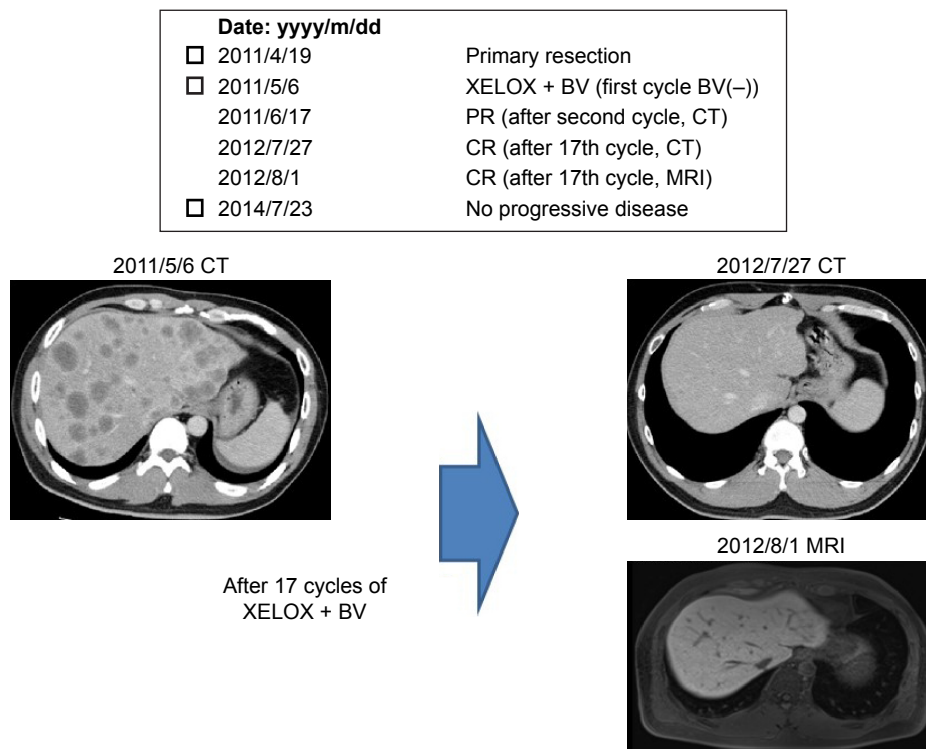 Date: yyyy/m/dd
2011/4/19 Primary resection
2011/5/6 XELOX + BV (first cycle BV(–))
2011/6/17 PR (after second cycle, CT)
2012/7/27 CR (after 17th cycle, CT)
2012/8/1 CR (after 17th cycle, MRI)
2014/7/23 No progressive disease
2011/5/6 CT
2012/7/27 CT
After 17 cycles of
XELOX + BV
2012/8/1 MRI